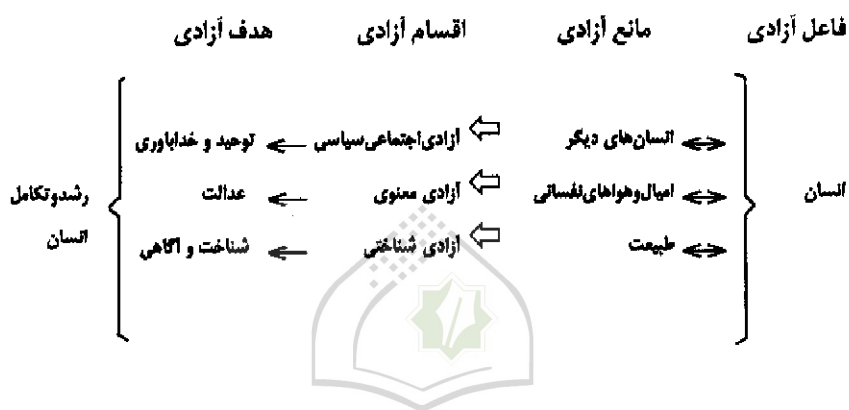 فاعل آزادی مانع آزادی اقسام آزادی هدف آزادی
انسان‌های دیگر آزادی‌اجتماعی‌سیاسی توحید و خداباوری
انسان امیال‌وهواهای‌نفسانی آزادی معنوی عدالت رشدوتکامل
طبیعت آزادی شناختی شناخت و آگاهی انسان